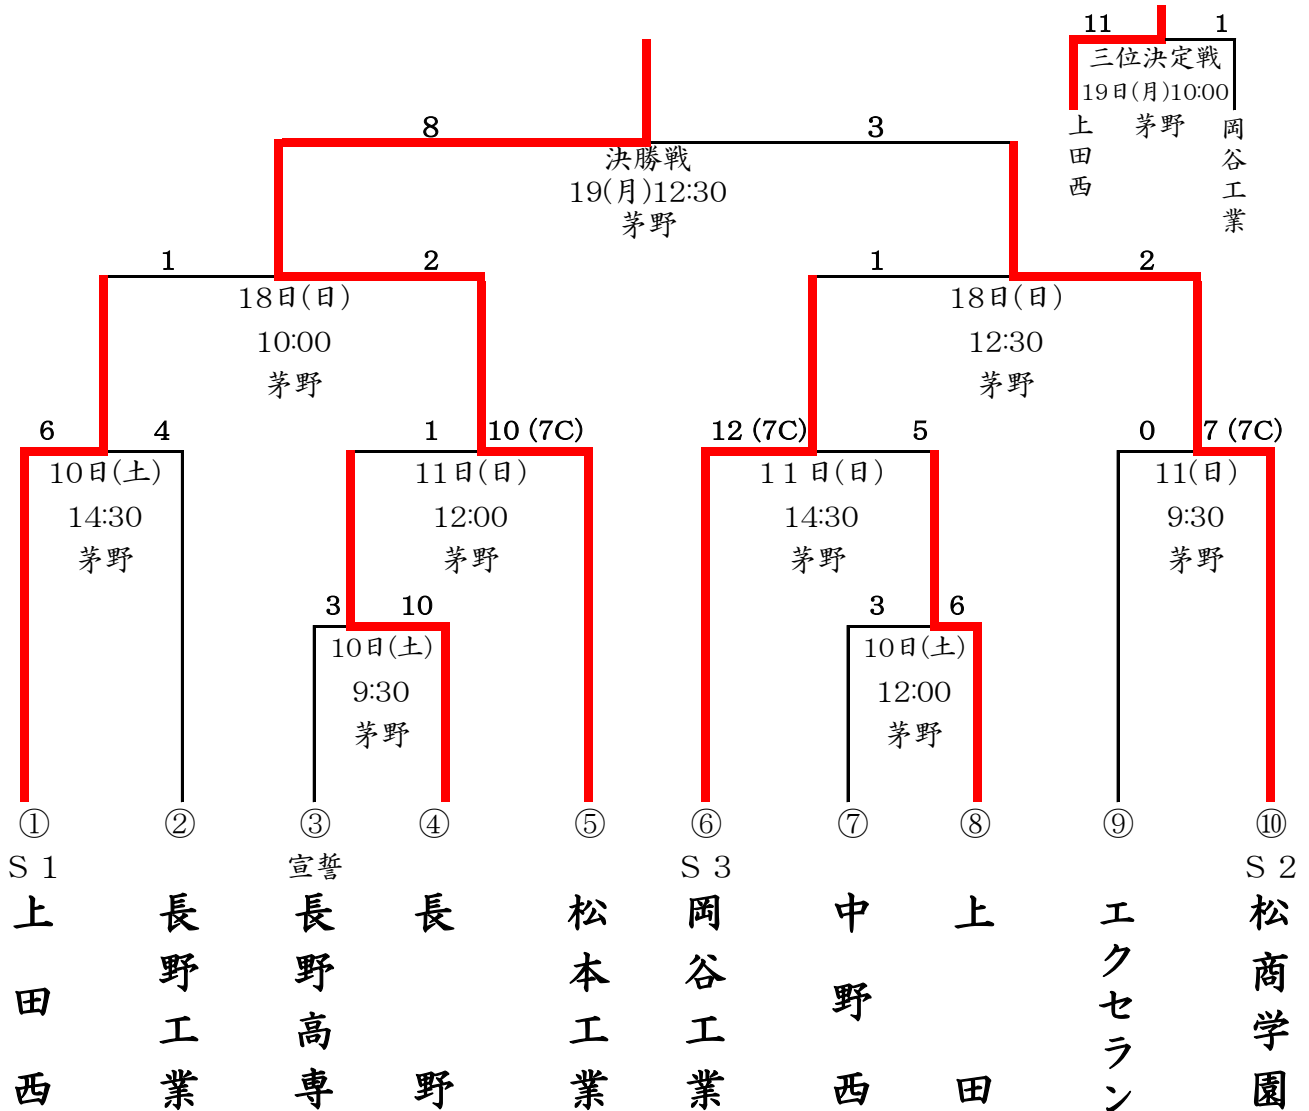 11 1
三位決定戦
19日(月)10:00
茅野
上田西
岡谷工業
8 3
決勝戦
19(月)12:30
茅野
1 2
18日(日)
10:00
茅野
1 2
18日(日)
12:30
茅野
6 4
10日(土)
14:30
茅野
1 10 (7C)
11日(日)
12:00
茅野
12 (7C) 5
11日(日)
14:30
茅野
0 7 (7C)
11(日)
9:30
茅野
3 10
10日(土)
9:30
茅野
3 6
10日(土)
12:00
茅野
① ② ③ ④ ⑤ ⑥ ⑦ ⑧ ⑨ ⑩
S 1 宣誓 S 3 S 2
上田西
長野工業
長野高専
長野
松本工業
岡谷工業
中野西
上田
エクセラン
松商学園